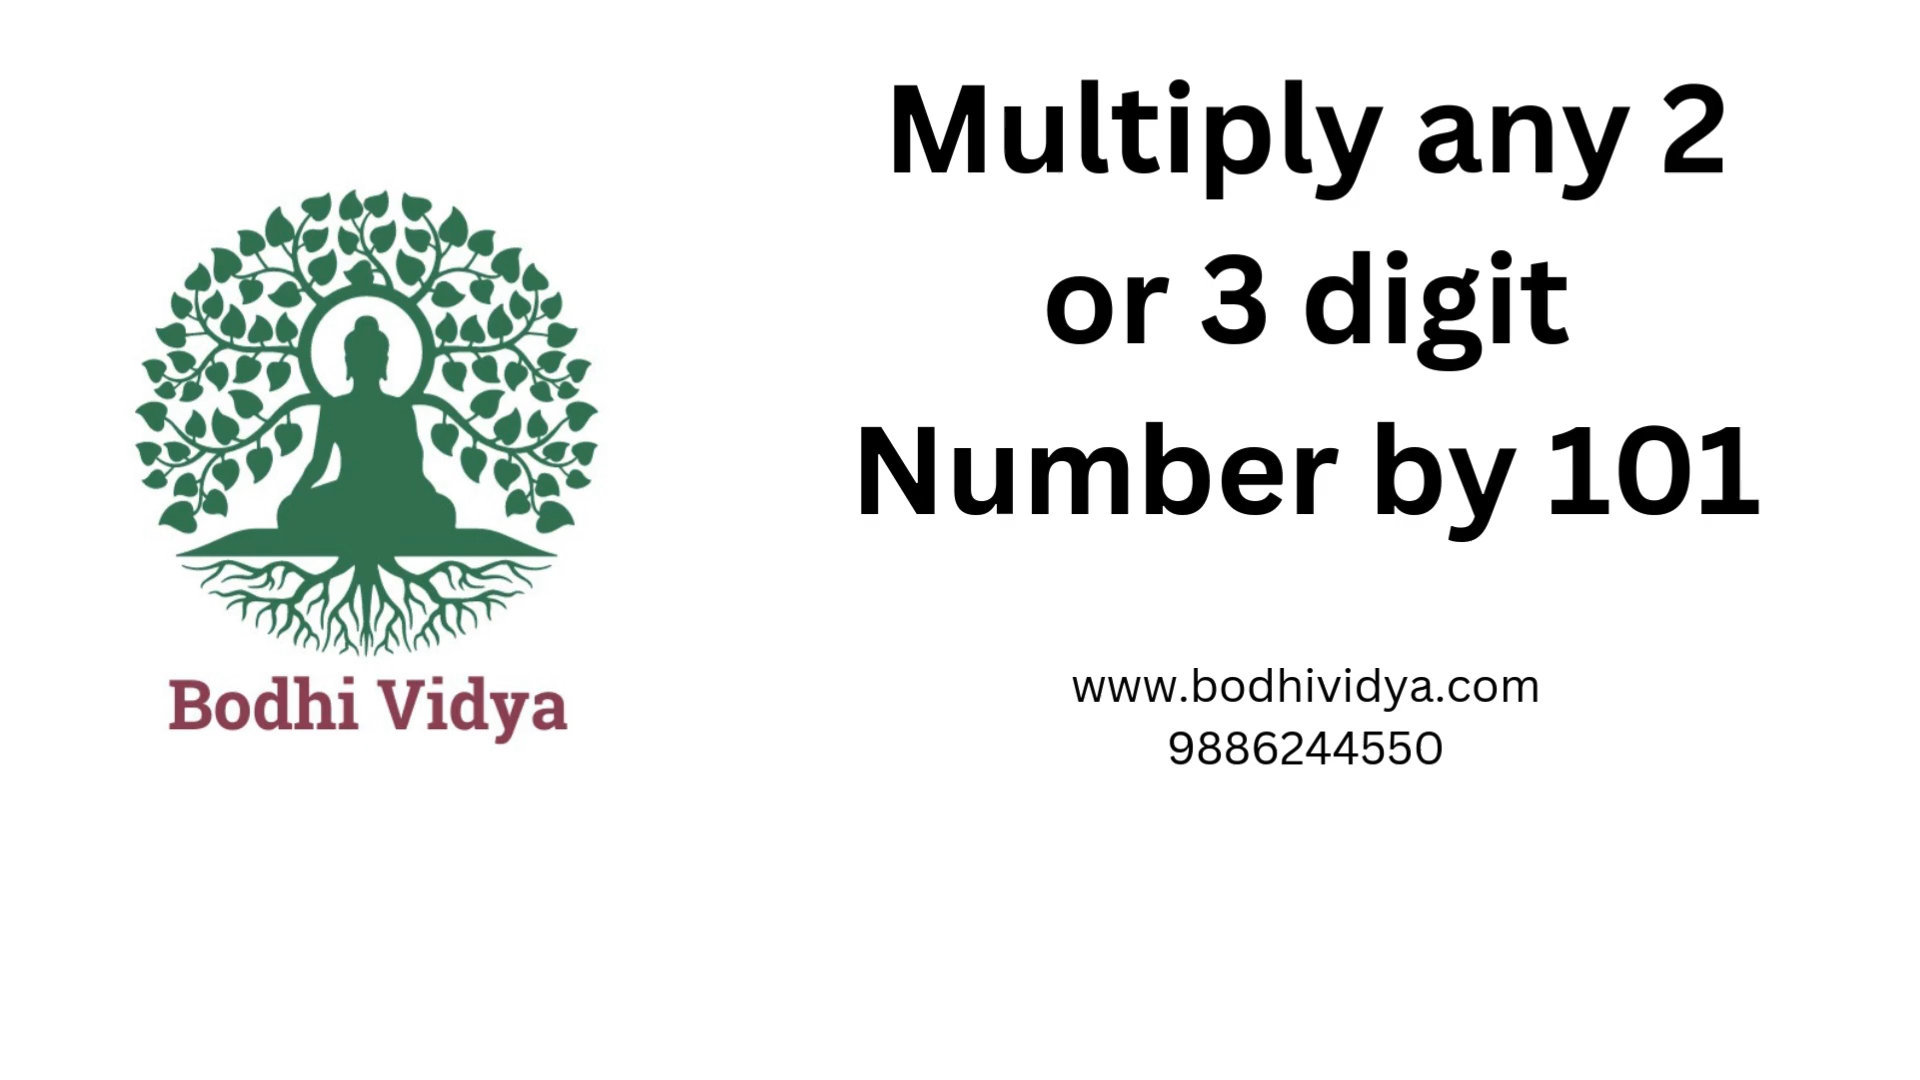 Multiply any 2
or 3 digit
Number by 101
Bodhi Vidya
www.bodhividya.com
9886244550